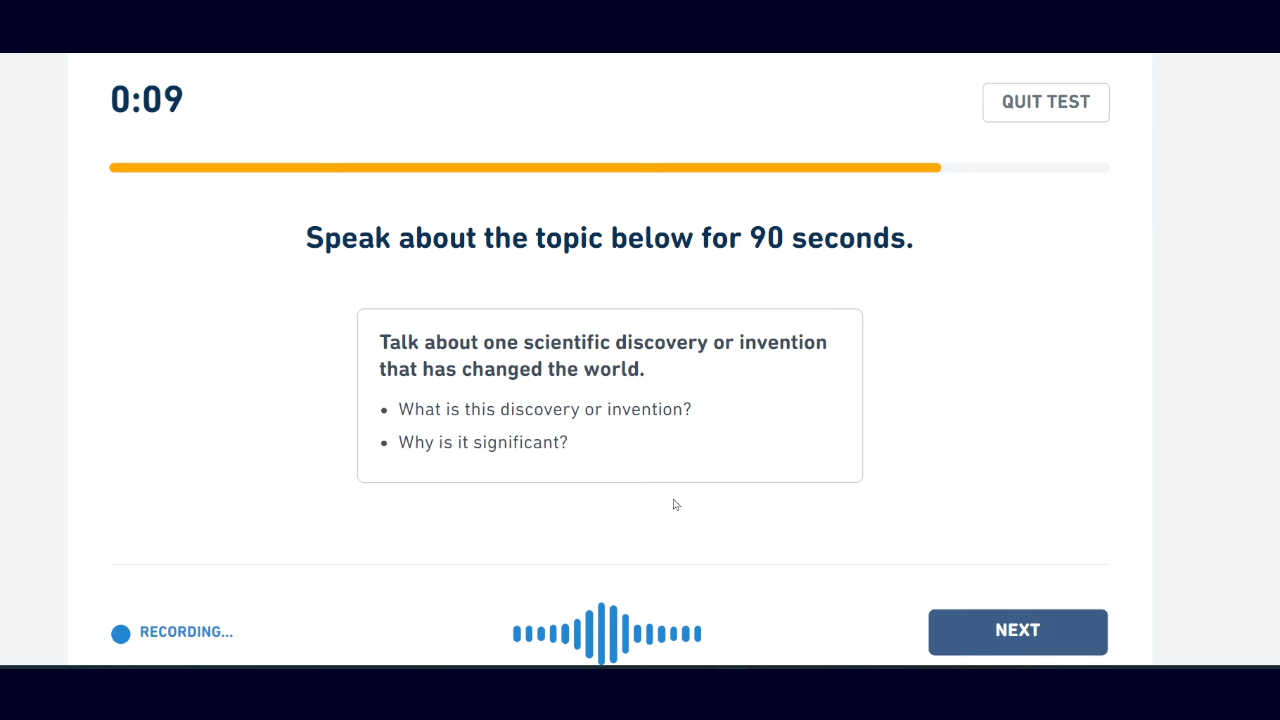 0:09
QUIT TEST
Speak about the topic below for 90 seconds.
Talk about one scientific discovery or invention
that has changed the world.
• What is this discovery or invention?
• Why is it significant?
RECORDING...
NEXT